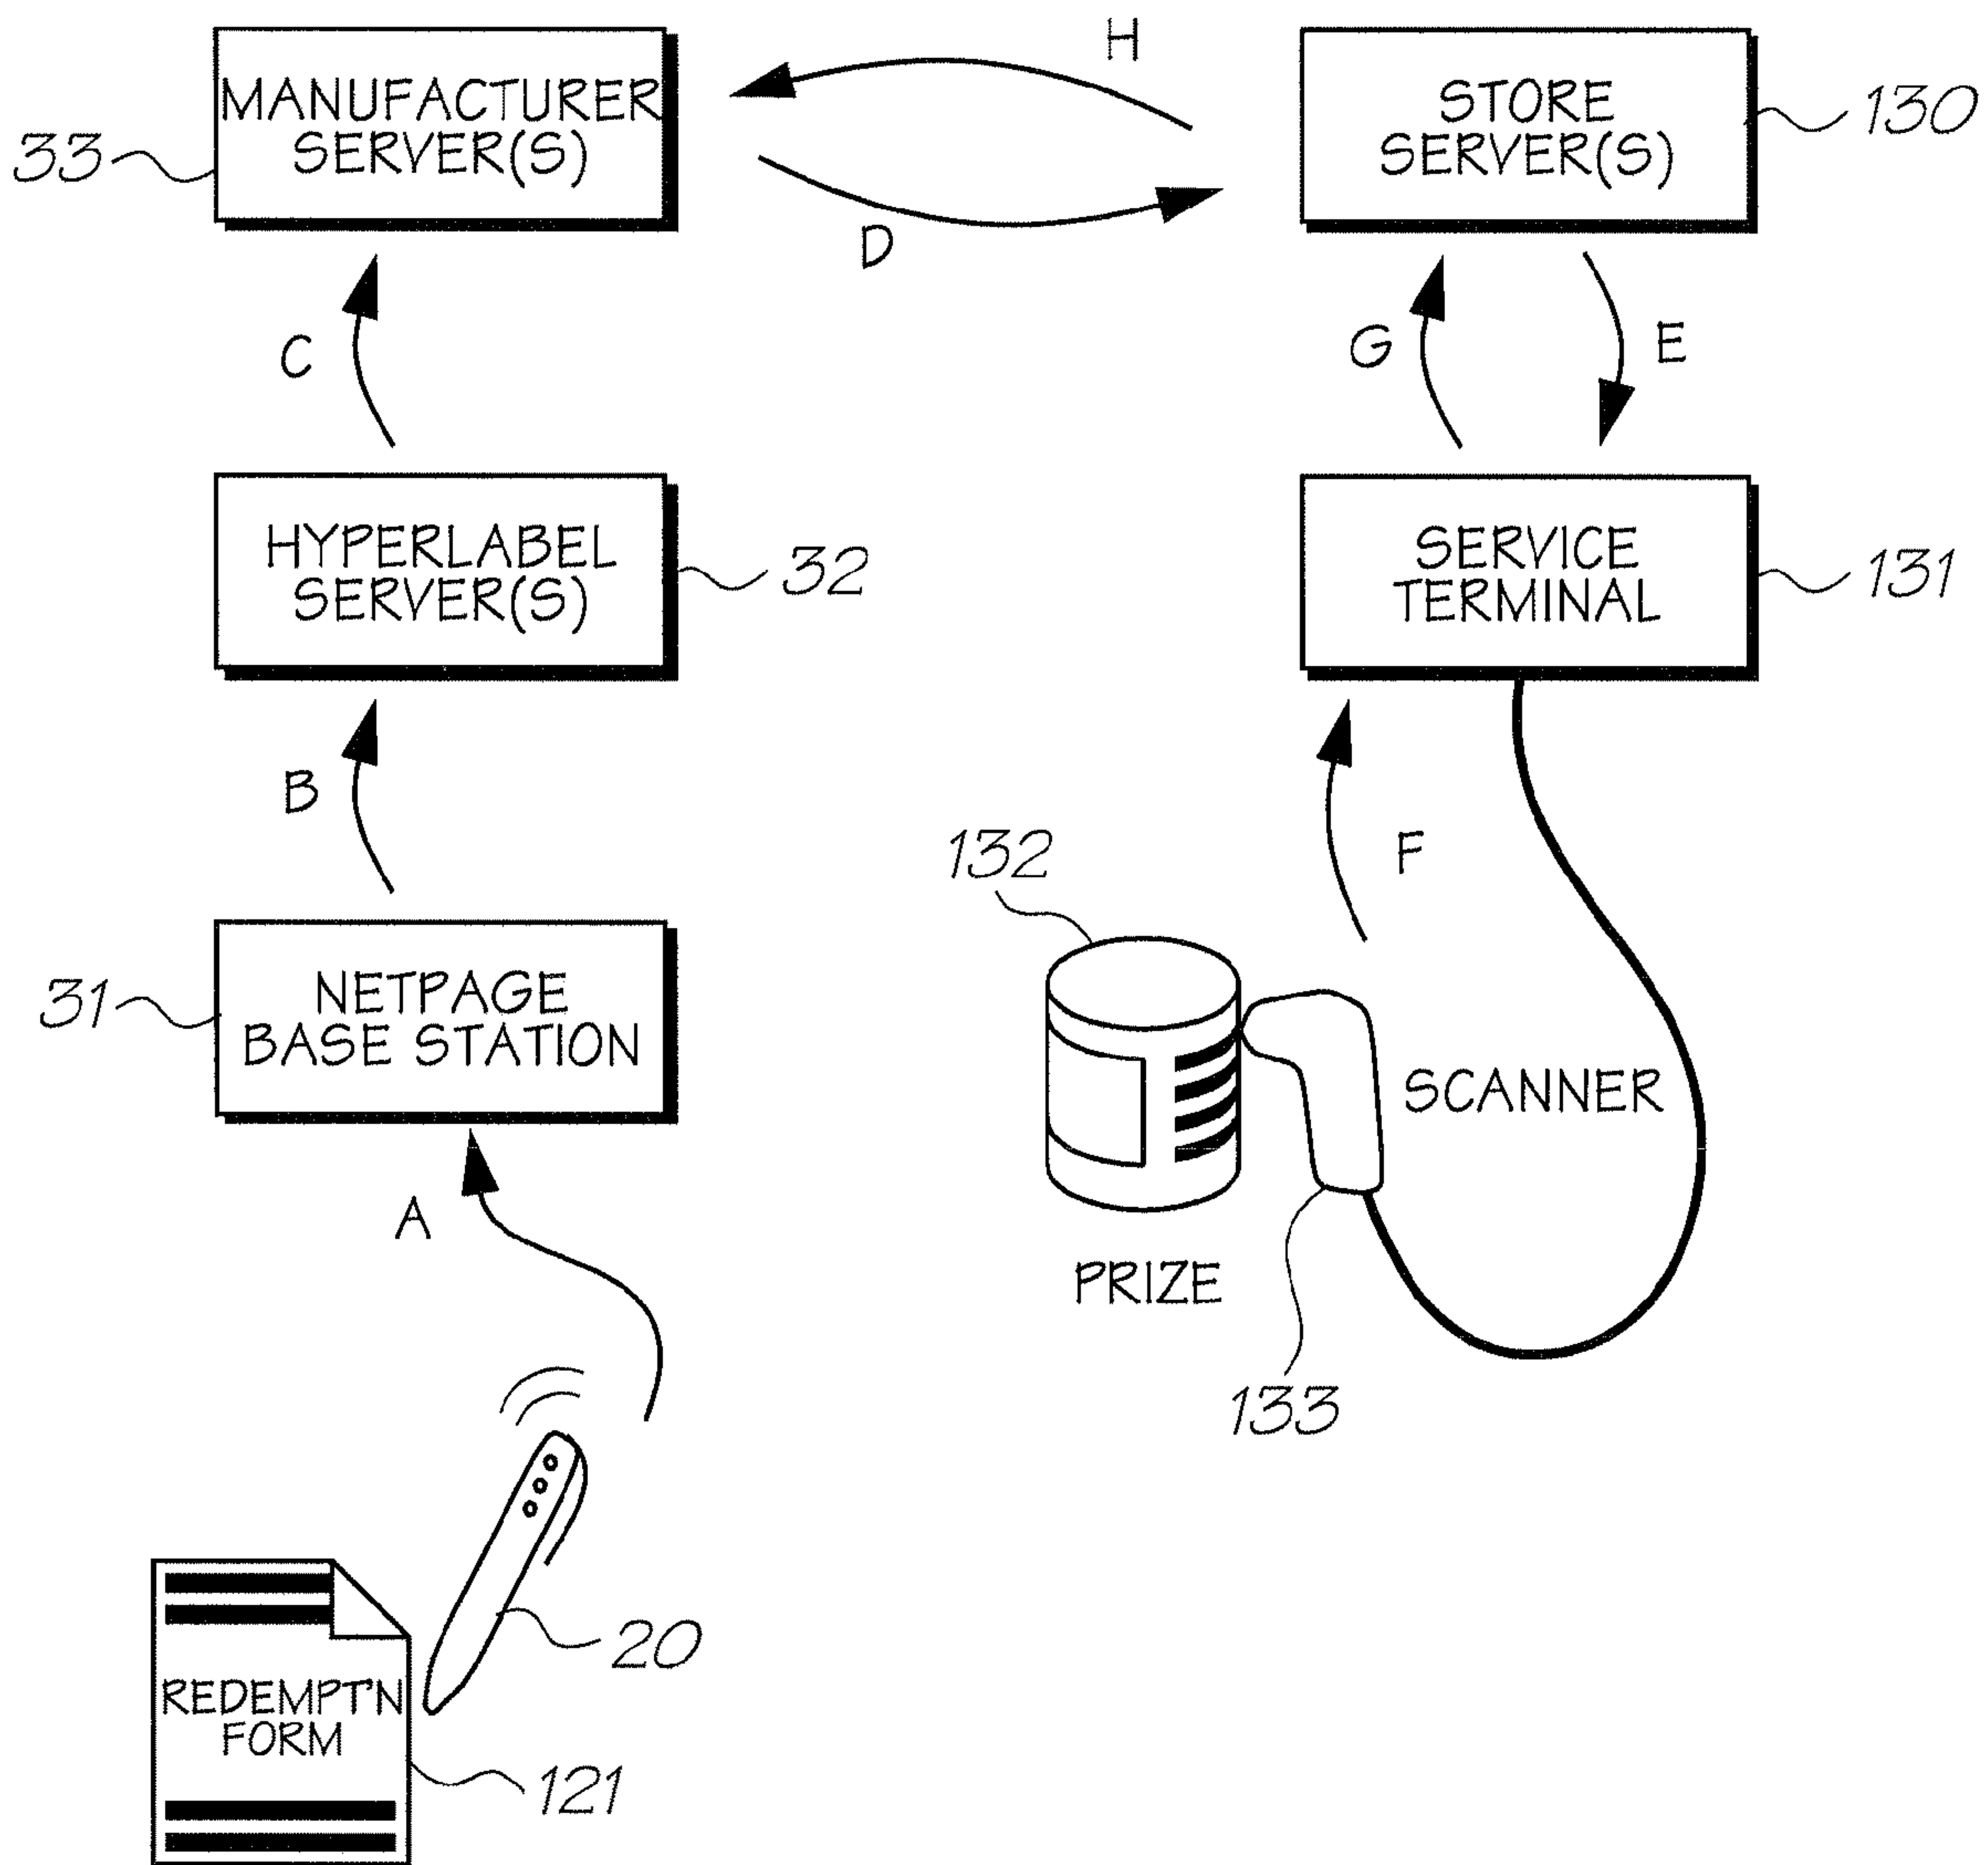 H
MANUFACTURER
SERVER(S)
33
STORE
SERVER(S)
130
D
C
G
E
HYPERLABEL
SERVER(S)
32
SERVICE
TERMINAL
131
B
F
132
NETPAGE
BASE STATION
31
SCANNER
A
PRIZE
133
20
REDEMPT'N
FORM
121